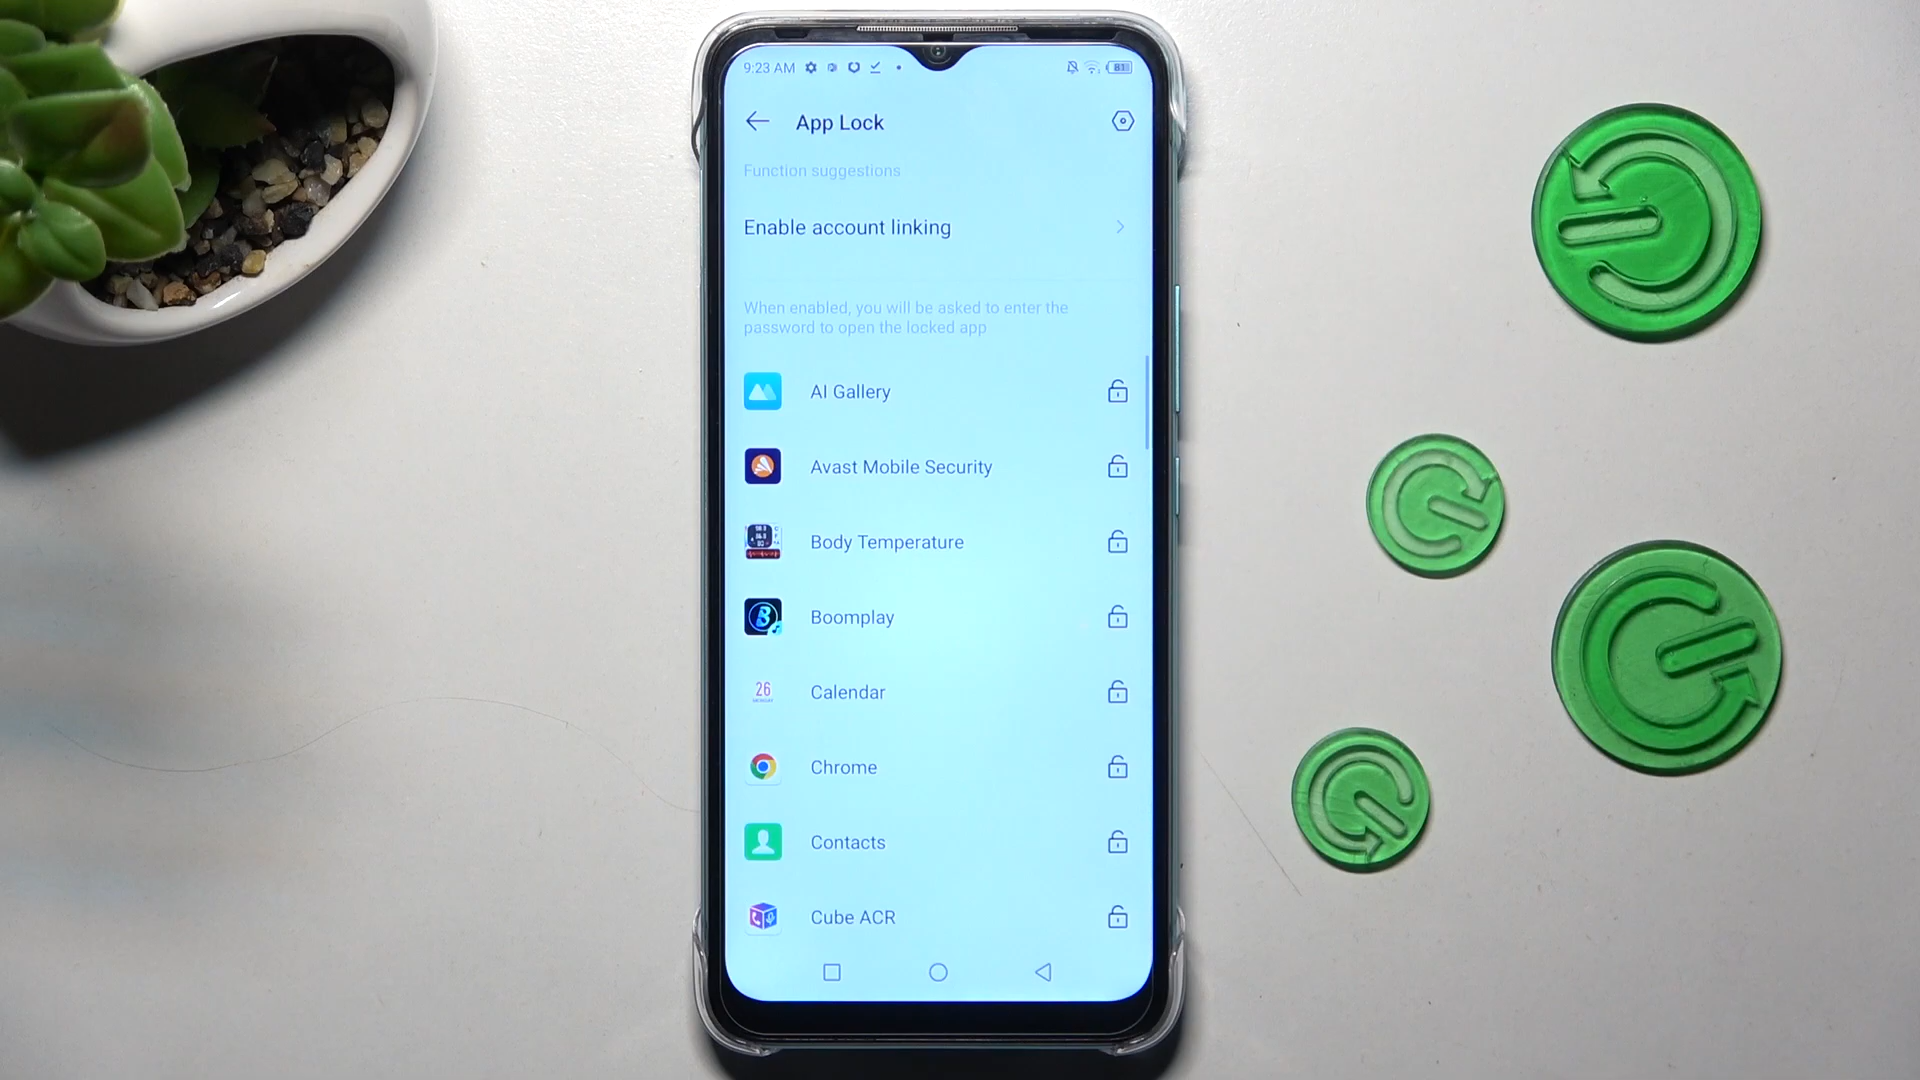 9:23 AM
81
App Lock
Function suggestions
Enable account linking
When enabled, you will be asked to enter the
password to open the locked app
AI Gallery
Avast Mobile Security
Body Temperature
Boomplay
26
Calendar
Chrome
Contacts
Cube ACR